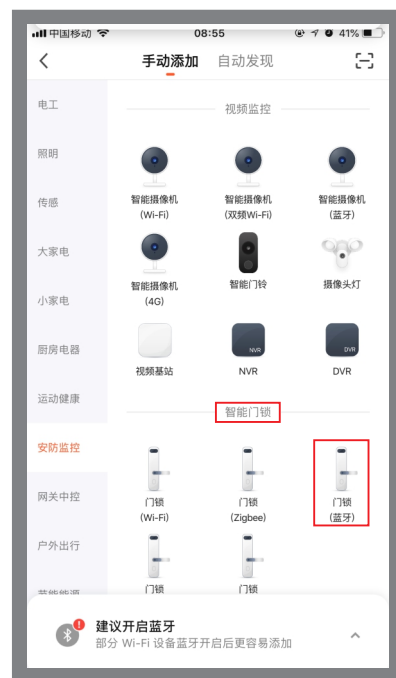 中国移动 08:55 41%
手动添加 自动发现
电工
照明
传感
大家电
小家电
厨房电器
运动健康
安防监控
网关中控
户外出行
节能能源
视频监控
智能摄像机 智能摄像机 智能摄像机
(Wi-Fi) (双频Wi-Fi) (蓝牙)
智能摄像机 智能门铃 摄像头灯
(4G)
NVR DVR
视频基站 NVR DVR
智能门锁
门锁 门锁 门锁
(Wi-Fi) (Zigbee) (蓝牙)
门锁 门锁
建议开启蓝牙
部分 Wi-Fi 设备蓝牙开启后更容易添加